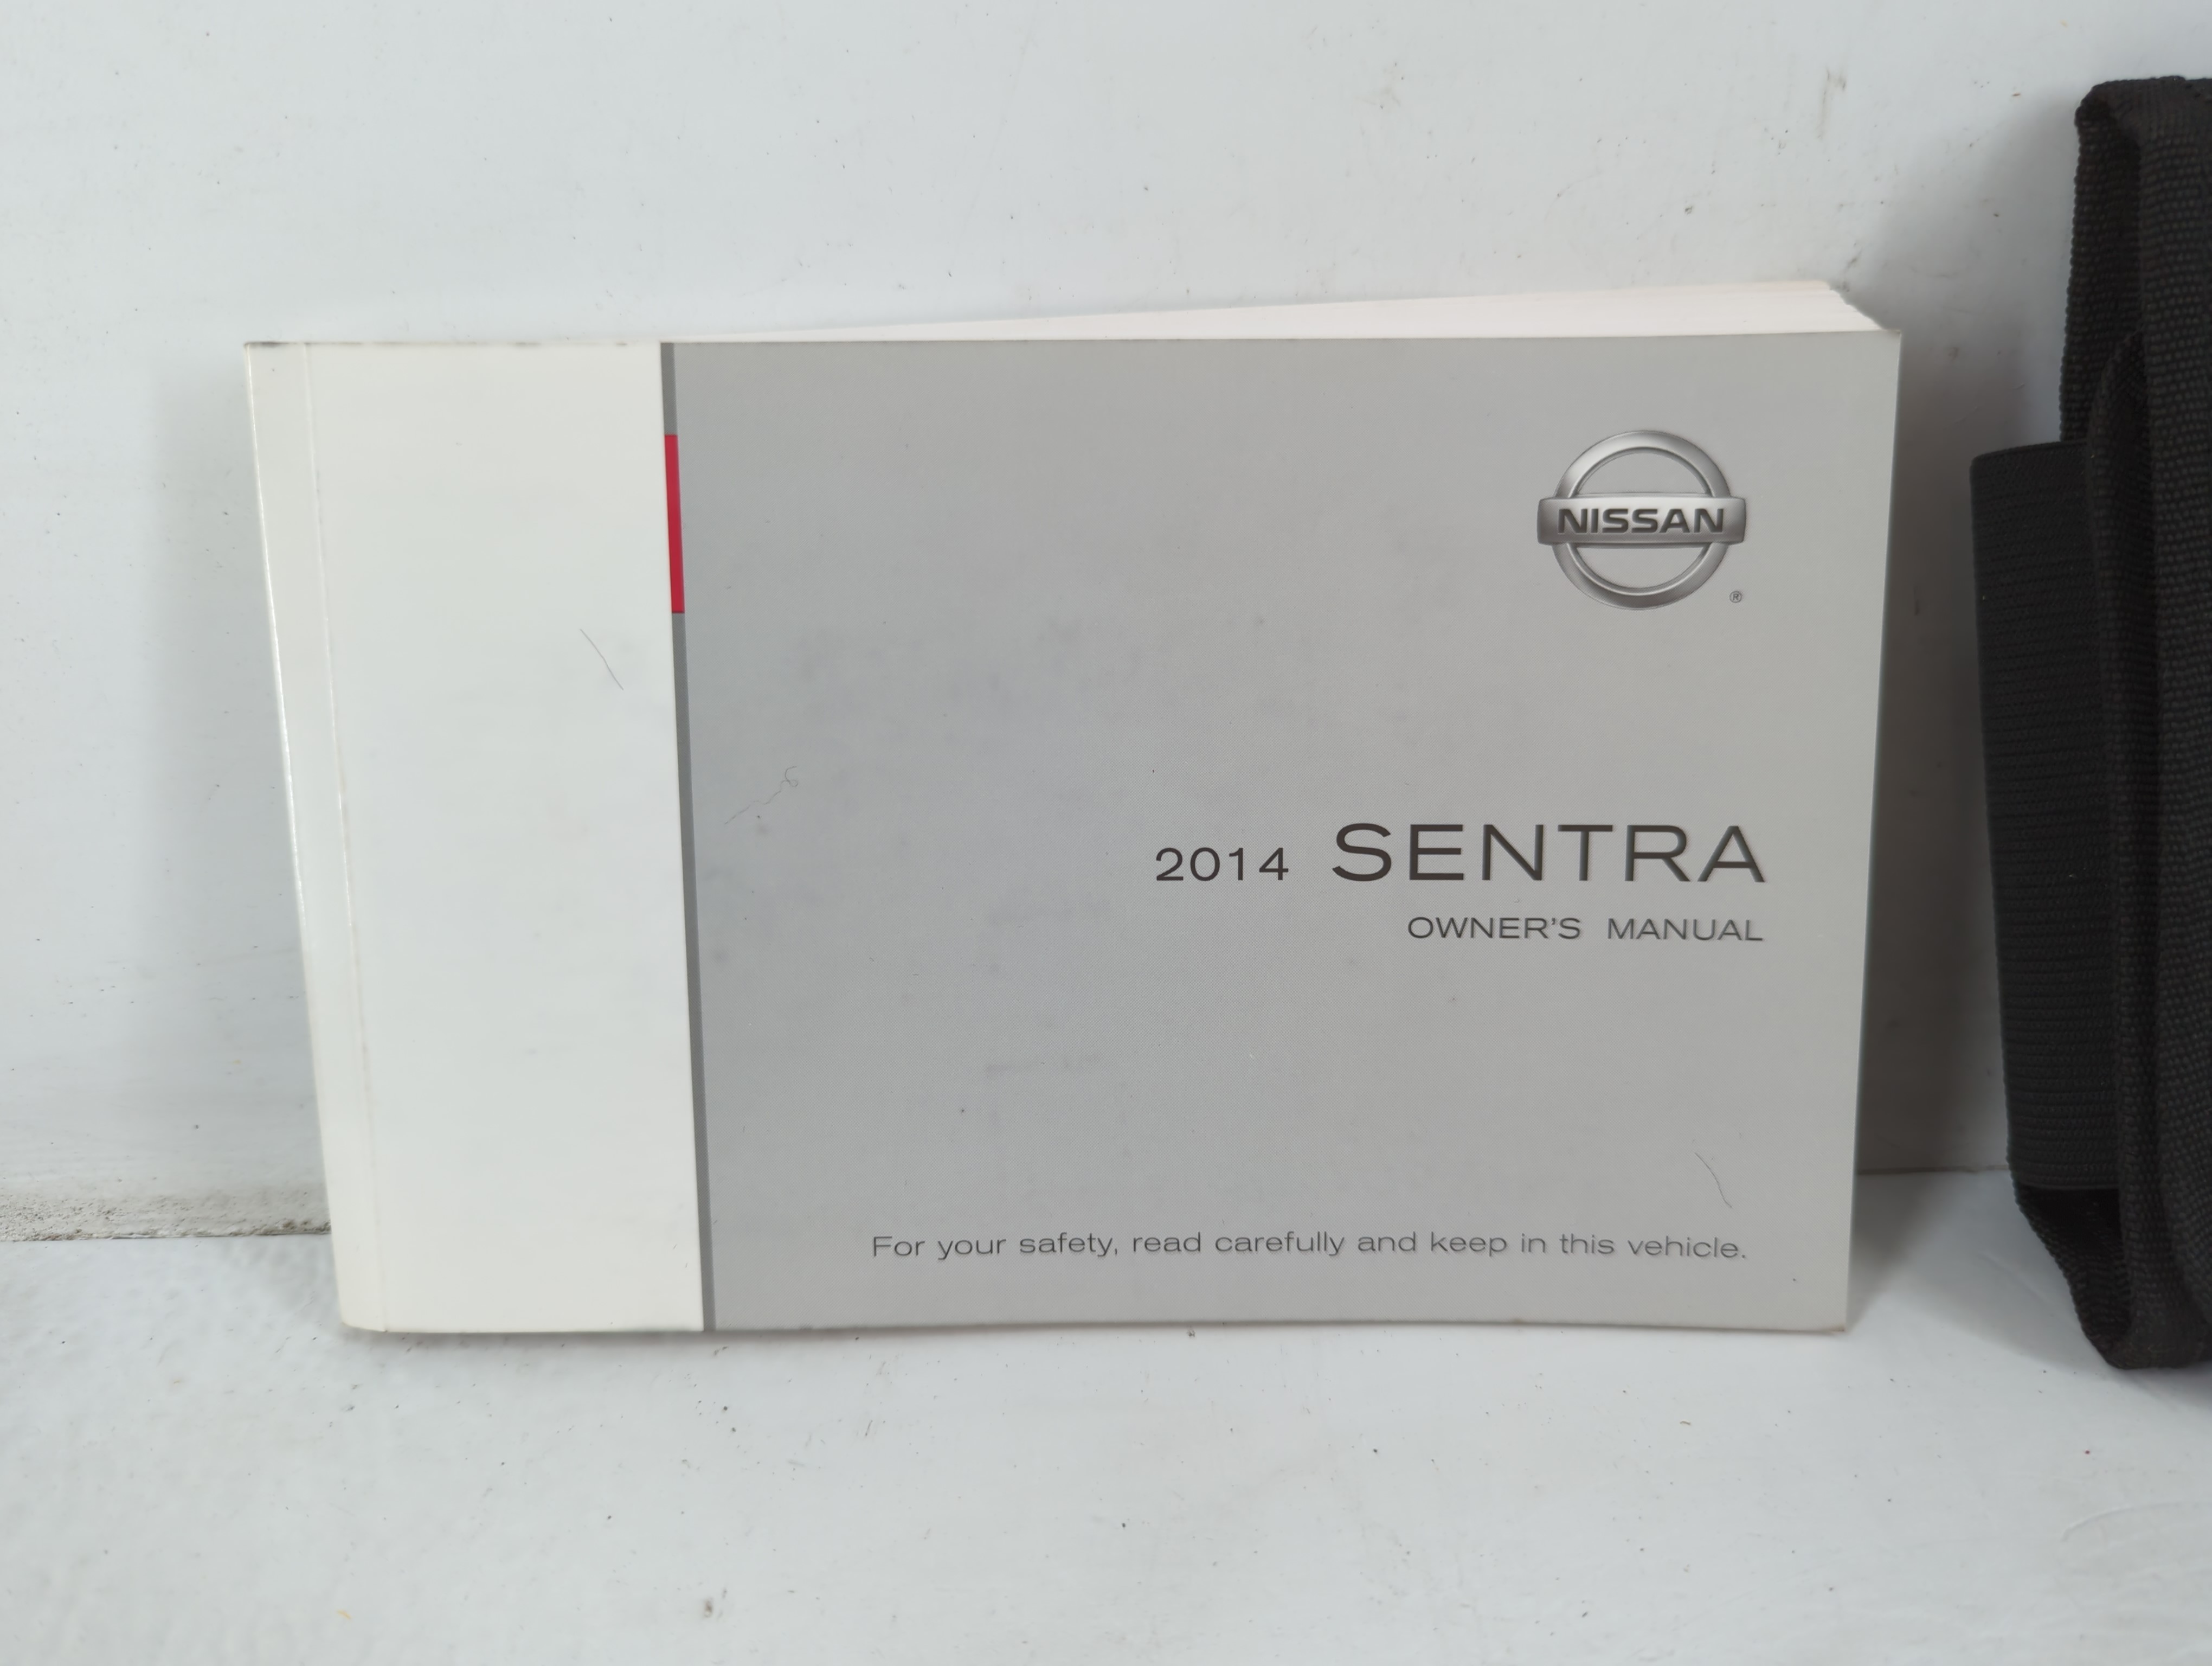 NISSAN
®
2014 SENTRA
OWNER'S MANUAL
For your safety, read carefully and keep in this vehicle.